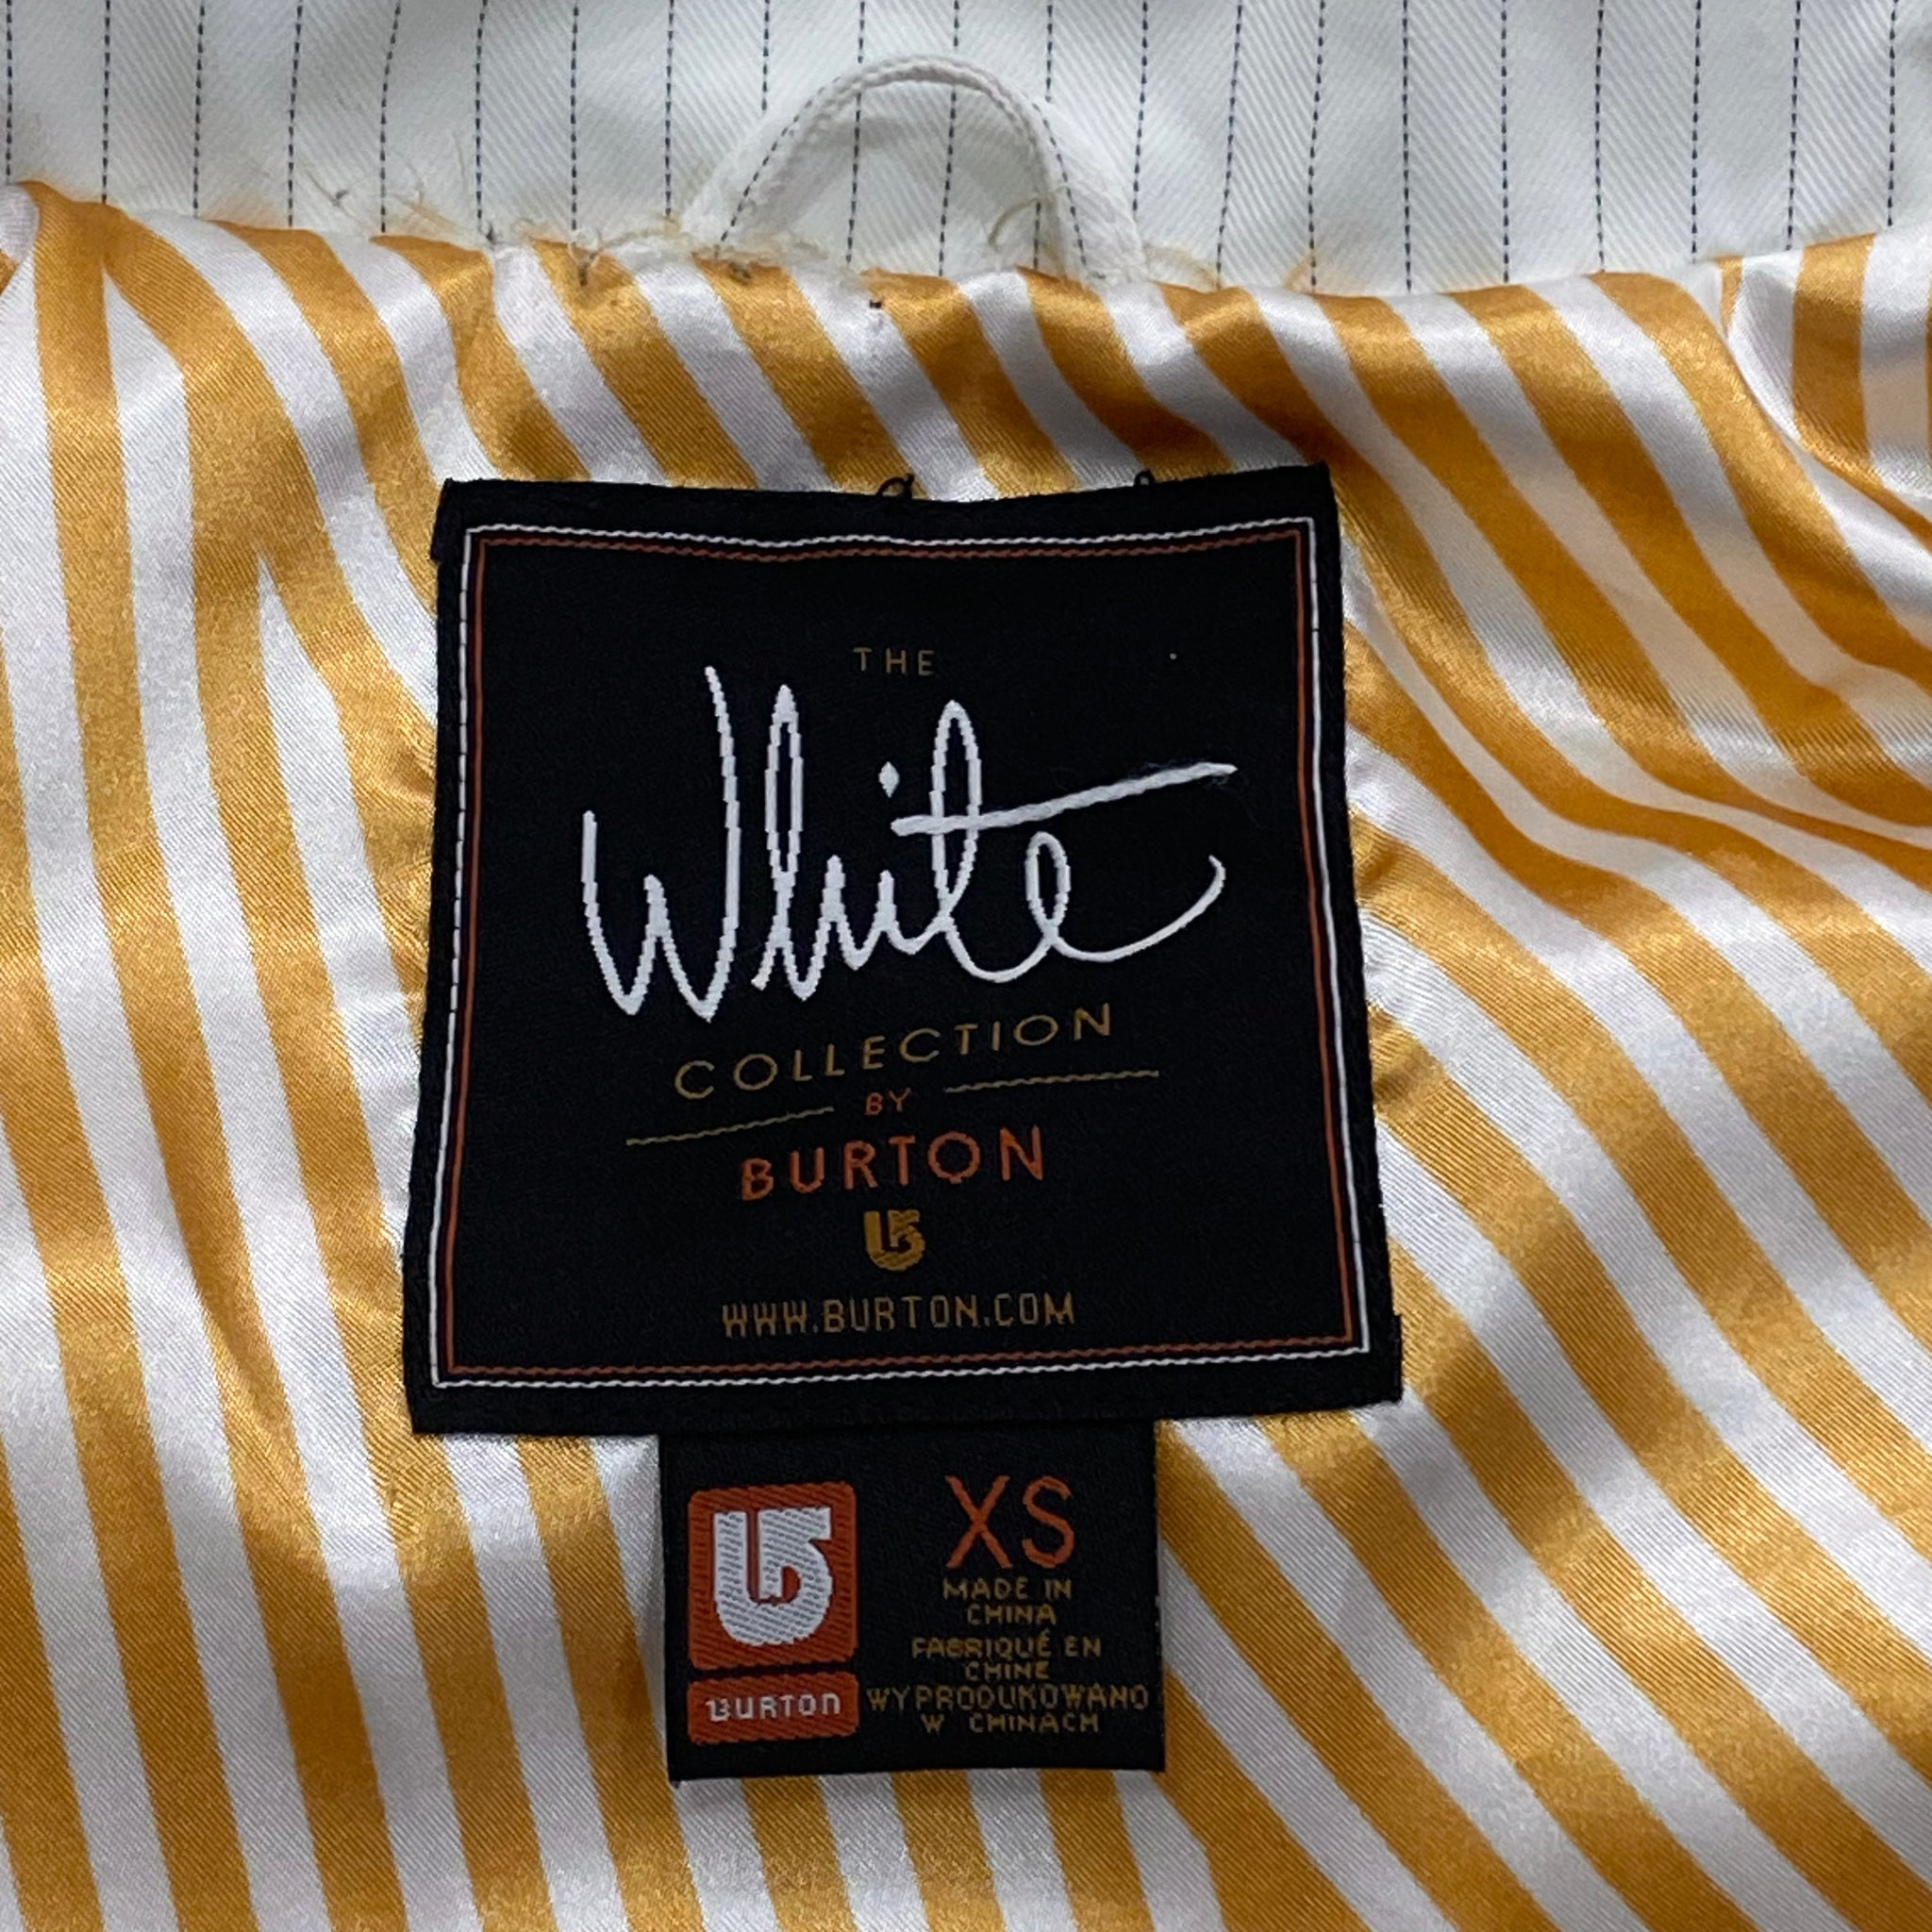 THE
White
COLLECTION
BY
BURTON
WWW.BURTON.COM
XS
MADE IN
CHINA
FABRIQUÉ EN
CHINE
WYPRODUKOWANO
W CHINACH
BURTON